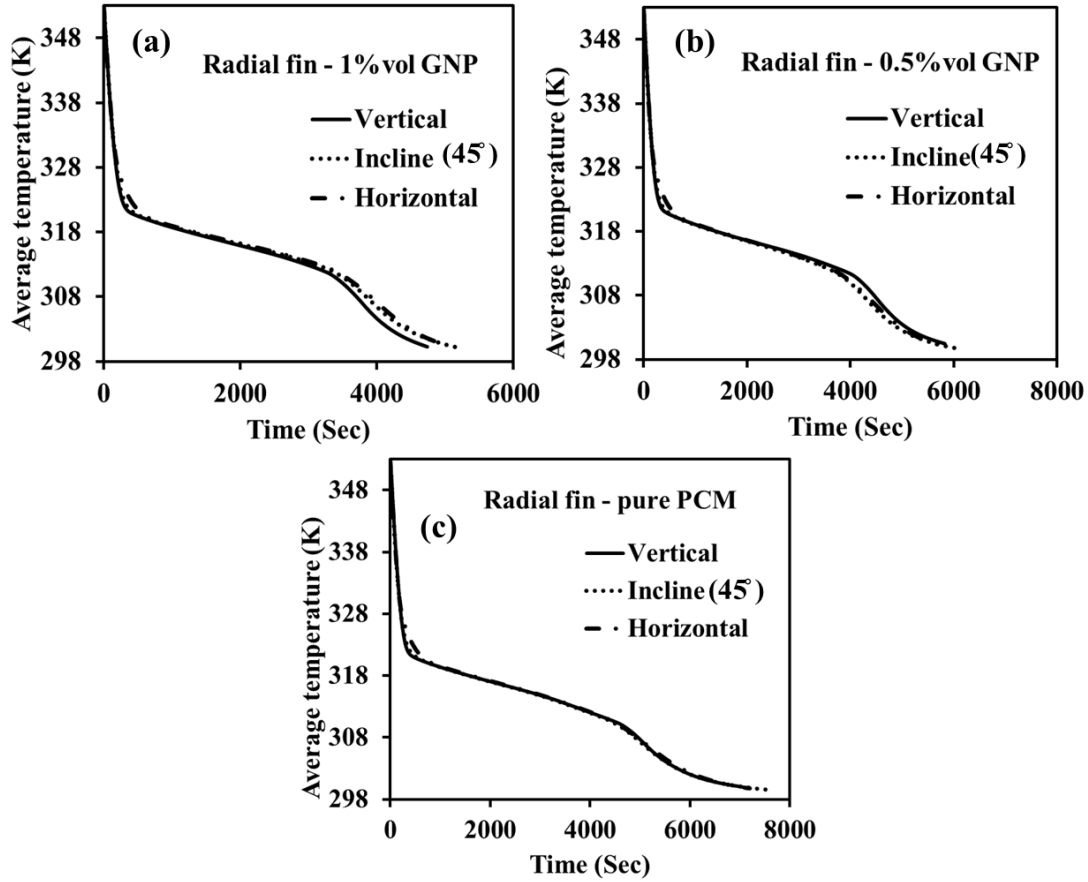 (a)
Radial fin - 1% vol GNP
Vertical
Incline (45°)
Horizontal
Average temperature (K)
348
338
328
318
308
298
0
2000
4000
6000
Time (Sec)
(b)
Radial fin - 0.5% vol GNP
Vertical
Incline (45°)
Horizontal
Average temperature (K)
348
338
328
318
308
298
0
2000
4000
6000
8000
Time (Sec)
(c)
Radial fin - pure PCM
Vertical
Incline (45°)
Horizontal
Average temperature (K)
348
338
328
318
308
298
0
2000
4000
6000
8000
Time (Sec)